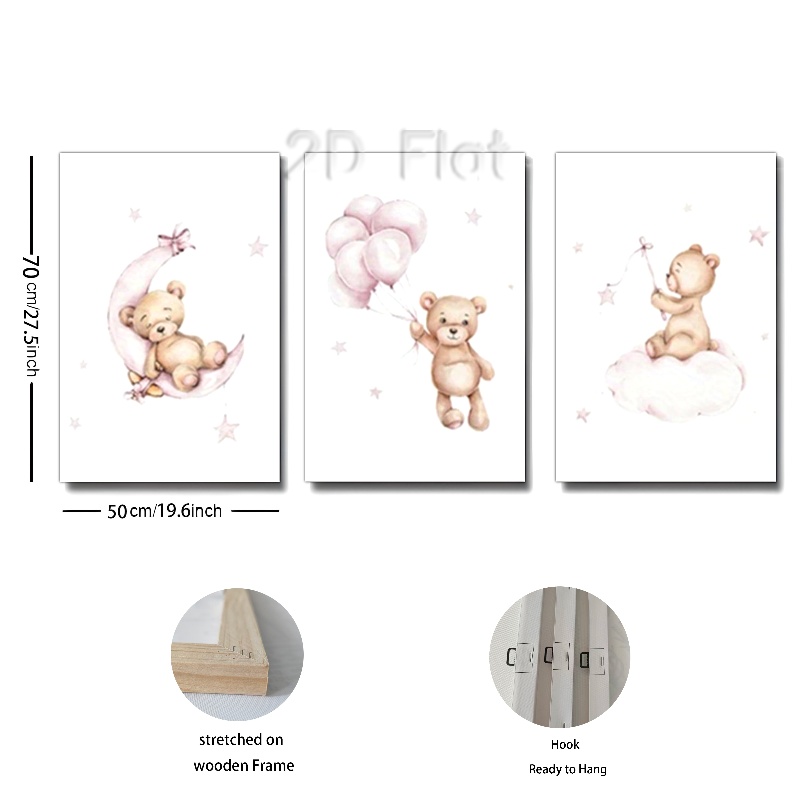 2D Flat
70 cm/27.5inch
50cm/19.6inch
stretched on
wooden Frame
Hook
Ready to Hang